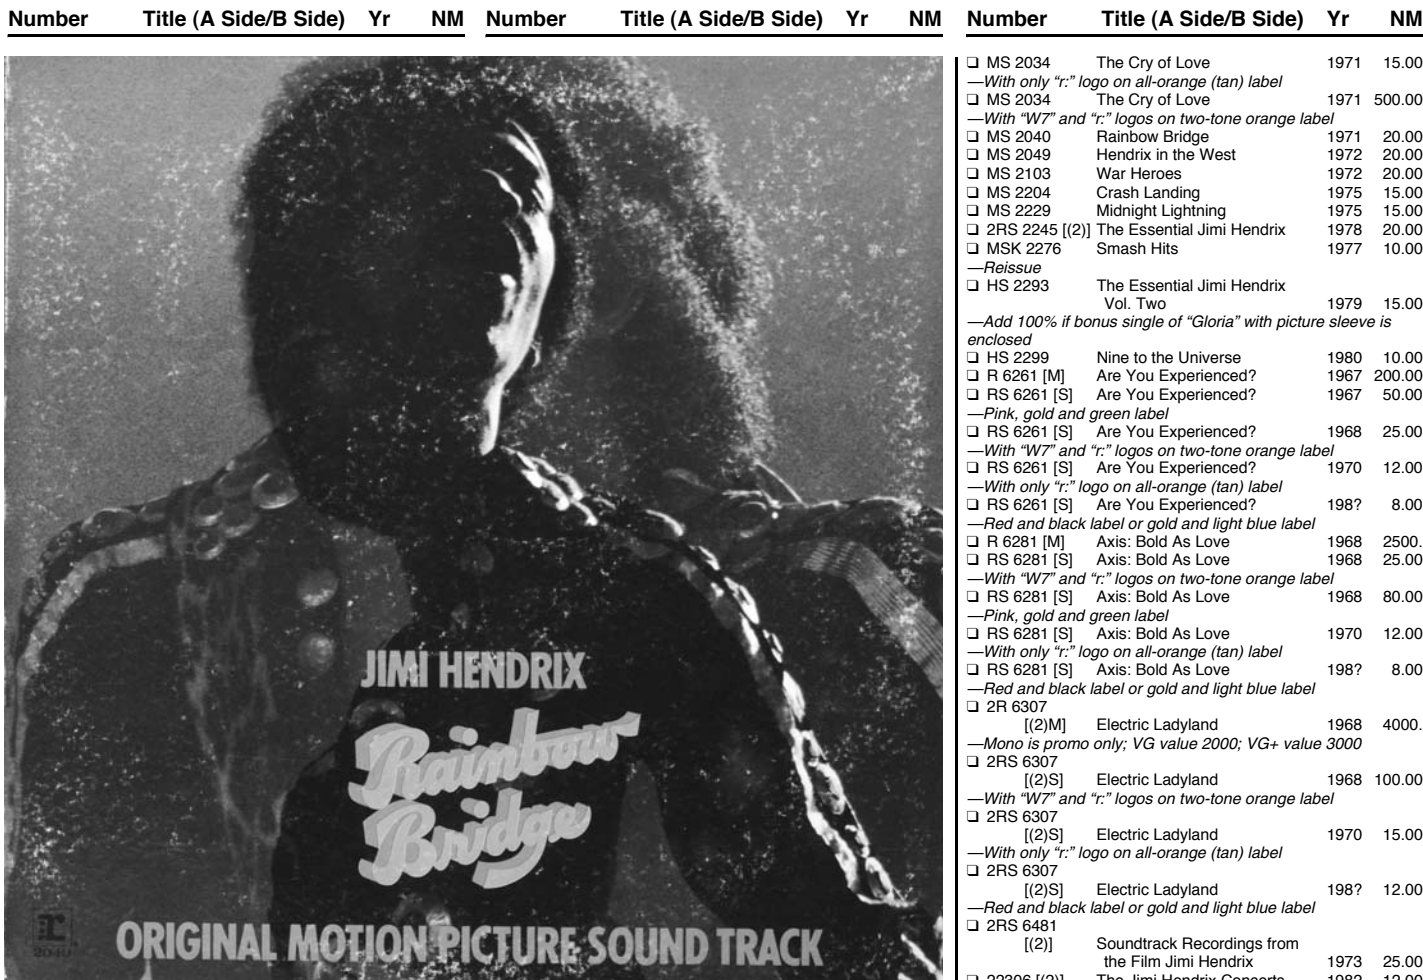 Number Title (A Side/B Side) Yr NM Number Title (A Side/B Side) Yr NM Number Title (A Side/B Side) Yr NM
JIMI HENDRIX
Rainbow
Bridge
ORIGINAL MOTION PICTURE SOUND TRACK
r:
2040
❑ MS 2034 The Cry of Love 1971 15.00
—With only “r:” logo on all-orange (tan) label
❑ MS 2034 The Cry of Love 1971 500.00
—With “W7” and “r:” logos on two-tone orange label
❑ MS 2040 Rainbow Bridge 1971 20.00
❑ MS 2049 Hendrix in the West 1972 20.00
❑ MS 2103 War Heroes 1972 20.00
❑ MS 2204 Crash Landing 1975 15.00
❑ MS 2229 Midnight Lightning 1975 15.00
❑ 2RS 2245 [(2)] The Essential Jimi Hendrix 1978 20.00
❑ MSK 2276 Smash Hits 1977 10.00
—Reissue
❑ HS 2293 The Essential Jimi Hendrix
Vol. Two 1979 15.00
—Add 100% if bonus single of “Gloria” with picture sleeve is
enclosed
❑ HS 2299 Nine to the Universe 1980 10.00
❑ R 6261 [M] Are You Experienced? 1967 200.00
❑ RS 6261 [S] Are You Experienced? 1967 50.00
—Pink, gold and green label
❑ RS 6261 [S] Are You Experienced? 1968 25.00
—With “W7” and “r:” logos on two-tone orange label
❑ RS 6261 [S] Are You Experienced? 1970 12.00
—With only “r:” logo on all-orange (tan) label
❑ RS 6261 [S] Are You Experienced? 198? 8.00
—Red and black label or gold and light blue label
❑ R 6281 [M] Axis: Bold As Love 1968 2500.
❑ RS 6281 [S] Axis: Bold As Love 1968 25.00
—With “W7” and “r:” logos on two-tone orange label
❑ RS 6281 [S] Axis: Bold As Love 1968 80.00
—Pink, gold and green label
❑ RS 6281 [S] Axis: Bold As Love 1970 12.00
—With only “r:” logo on all-orange (tan) label
❑ RS 6281 [S] Axis: Bold As Love 198? 8.00
—Red and black label or gold and light blue label
❑ 2R 6307
[(2)M] Electric Ladyland 1968 4000.
—Mono is promo only; VG value 2000; VG+ value 3000
❑ 2RS 6307
[(2)S] Electric Ladyland 1968 100.00
—With “W7” and “r:” logos on two-tone orange label
❑ 2RS 6307
[(2)S] Electric Ladyland 1970 15.00
—With only “r:” logo on all-orange (tan) label
❑ 2RS 6307
[(2)S] Electric Ladyland 198? 12.00
—Red and black label or gold and light blue label
❑ 2RS 6481
[(2)] Soundtrack Recordings from
the Film Jimi Hendrix 1973 25.00
❑ 22306 [(2)] The Jimi Hendrix Concerts 1982 12.00